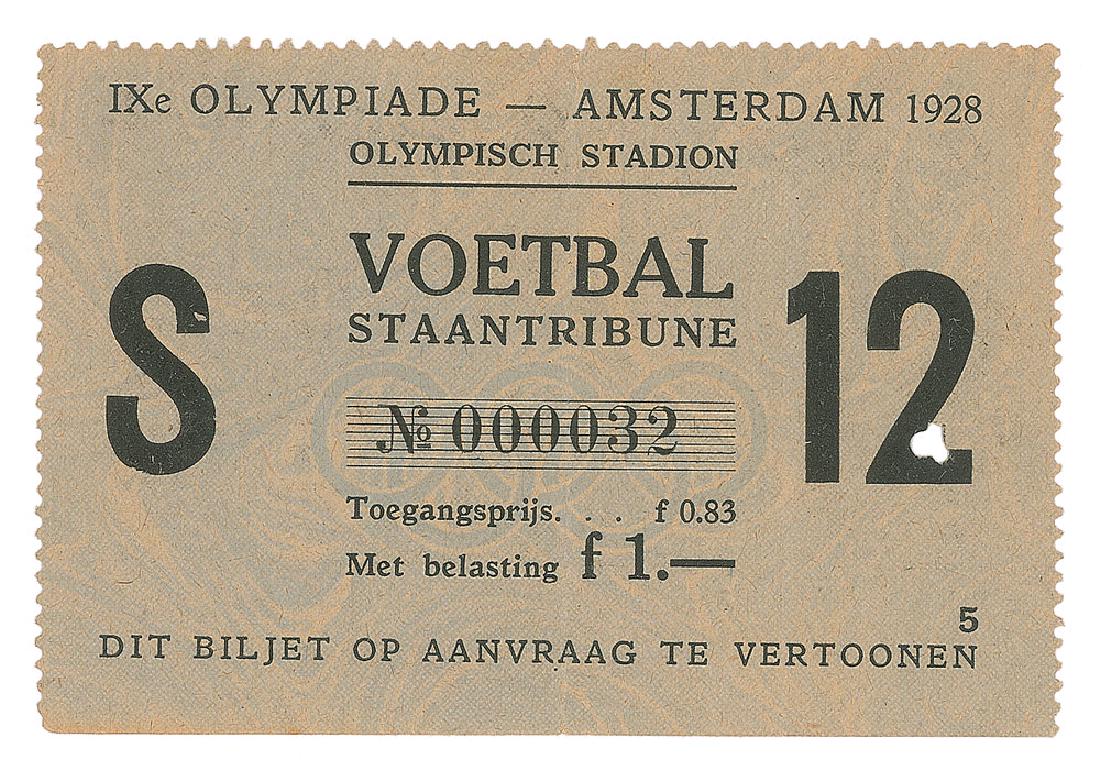 IXe OLYMPIADE — AMSTERDAM 1928
OLYMPISCH STADION
VOETBAL
STAANTRIBUNE
S
12
№ 000032
Toegangsprijs. . . f 0.83
Met belasting f 1.—
5
DIT BILJET OP AANVRAAG TE VERTOONEN